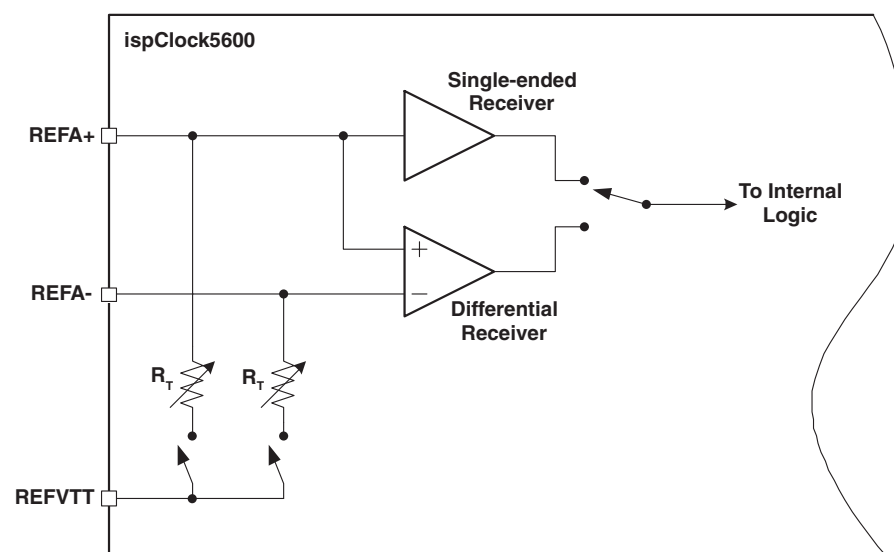 ispClock5600
Single-ended
Receiver
REFA+
To Internal
Logic
+
REFA-
−
Differential
Receiver
RT
RT
REFVTT